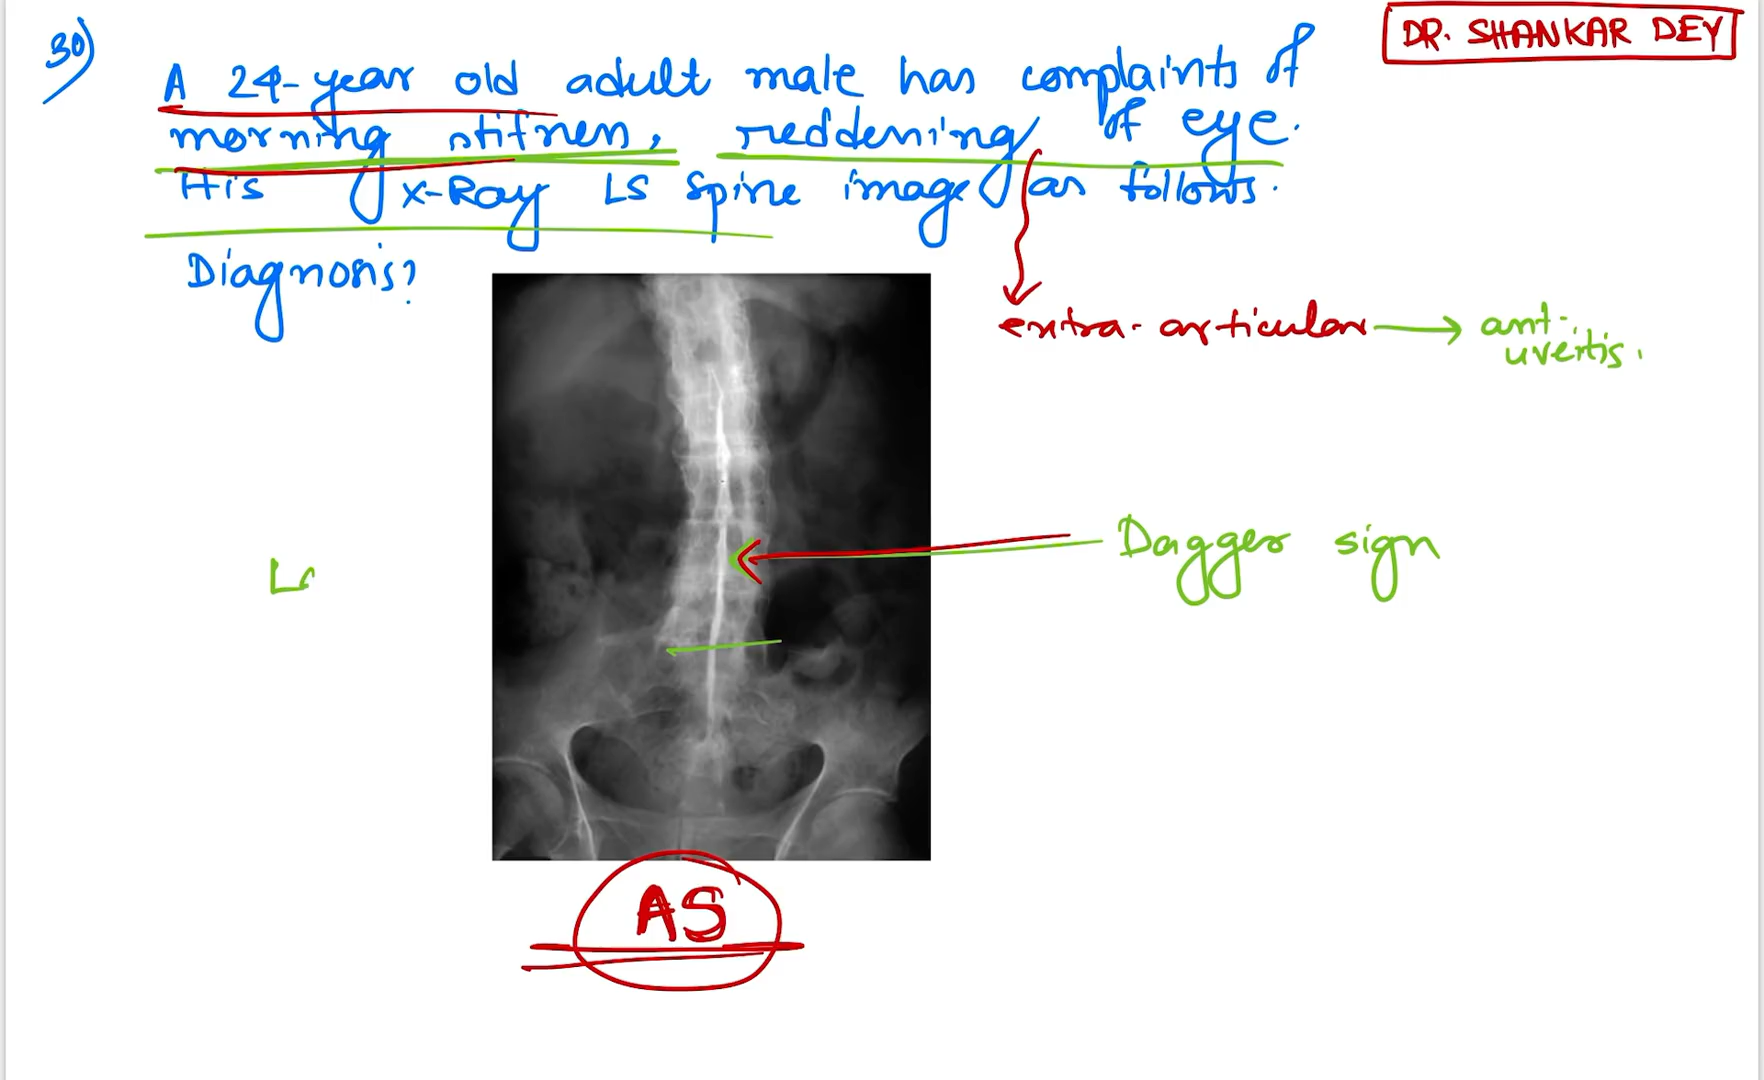 DR. SHANKAR DEY
30)
A 24-year old adult male has complaints of
morning stifness, reddening of eye.
His X-Ray LS spine image as follows.
Diagnosis?
extra-articular → ant-
uveitis.
Dagger sign
AS